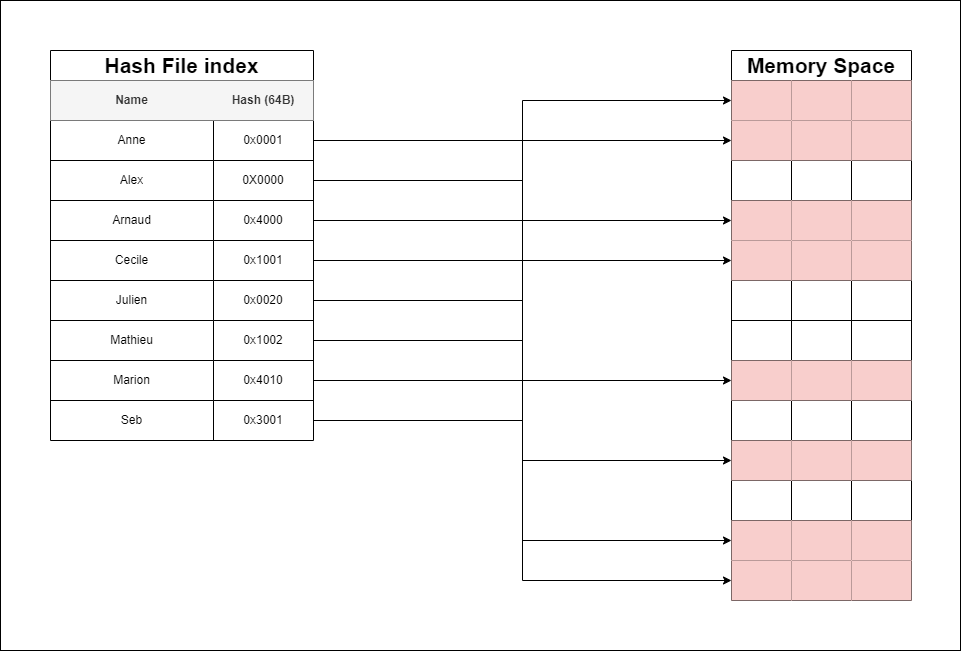 Hash File index
Memory Space
Name Hash (64B)
Anne 0x0001
Alex 0X0000
Arnaud 0x4000
Cecile 0x1001
Julien 0x0020
Mathieu 0x1002
Marion 0x4010
Seb 0x3001